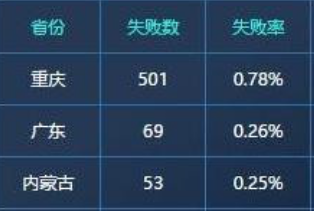 省份 失败数 失败率
重庆 501 0.78%
广东 69 0.26%
内蒙古 53 0.25%